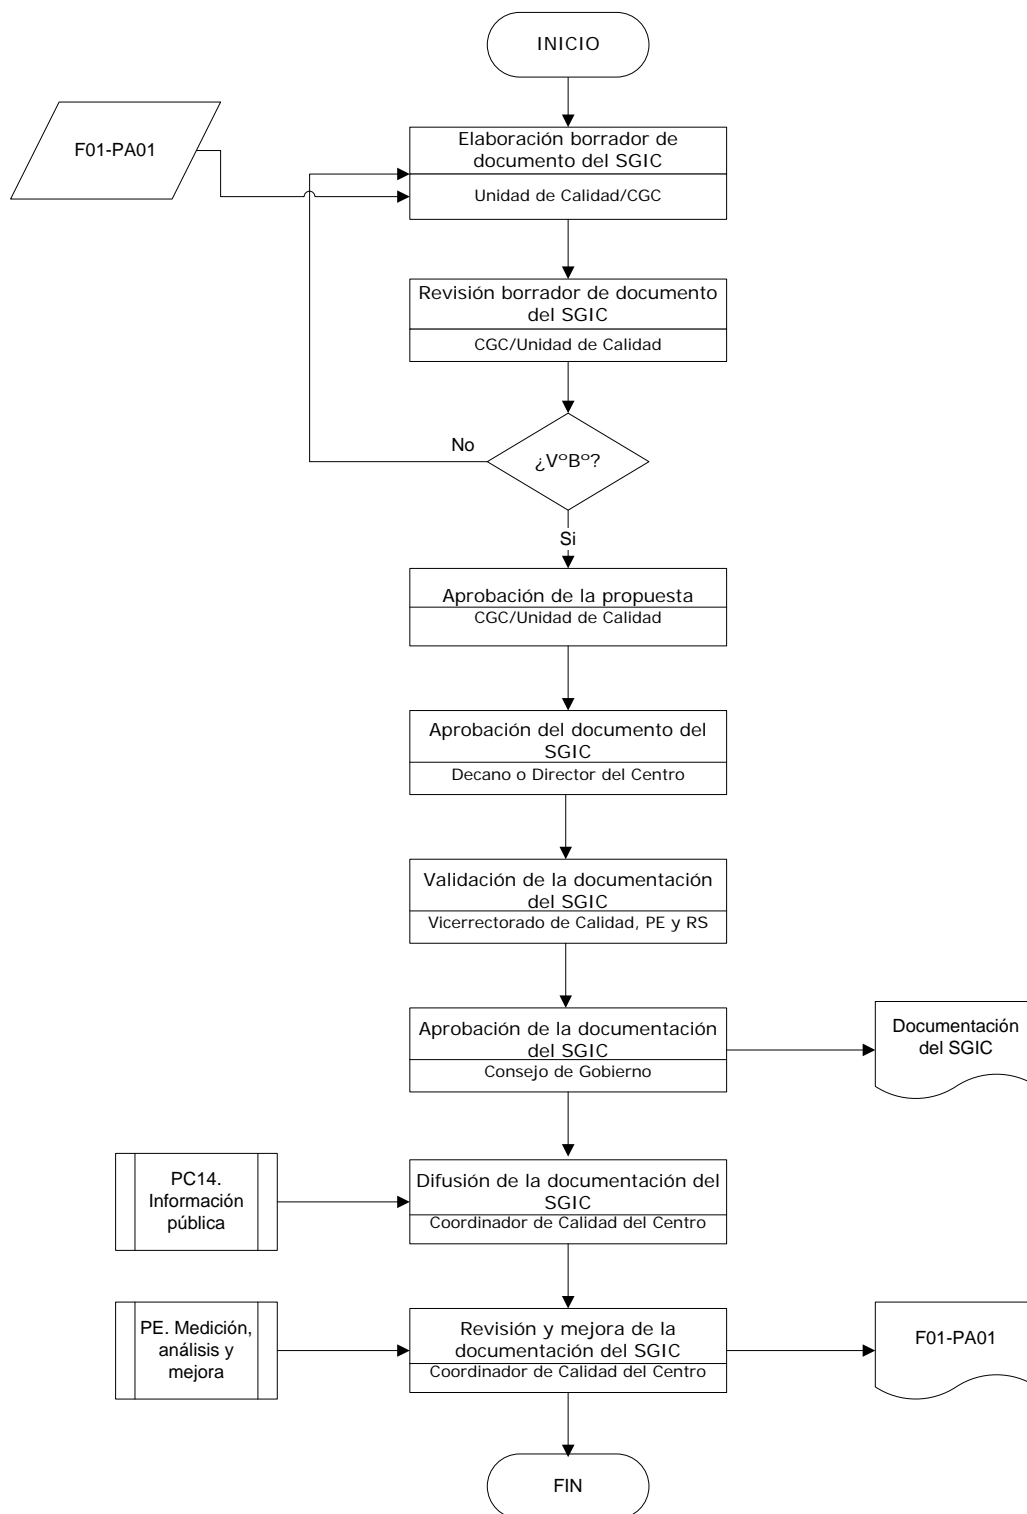 INICIO
F01-PA01
Elaboración borrador de
documento del SGIC
Unidad de Calidad/CGC
Revisión borrador de documento
del SGIC
CGC/Unidad de Calidad
No
¿VºBº?
Si
Aprobación de la propuesta
CGC/Unidad de Calidad
Aprobación del documento del
SGIC
Decano o Director del Centro
Validación de la documentación
del SGIC
Vicerrectorado de Calidad, PE y RS
Aprobación de la documentación
del SGIC
Consejo de Gobierno
Documentación
del SGIC
PC14.
Información
pública
Difusión de la documentación del
SGIC
Coordinador de Calidad del Centro
PE. Medición,
análisis y
mejora
Revisión y mejora de la
documentación del SGIC
Coordinador de Calidad del Centro
F01-PA01
FIN